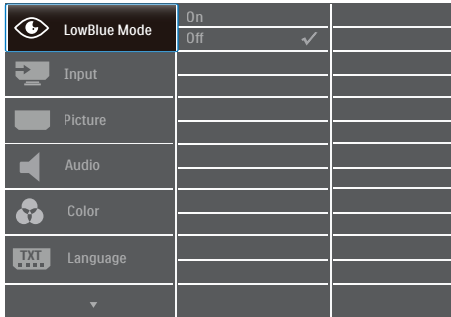 LowBlue Mode
On
Off
Input
Picture
Audio
Color
TXT
Language